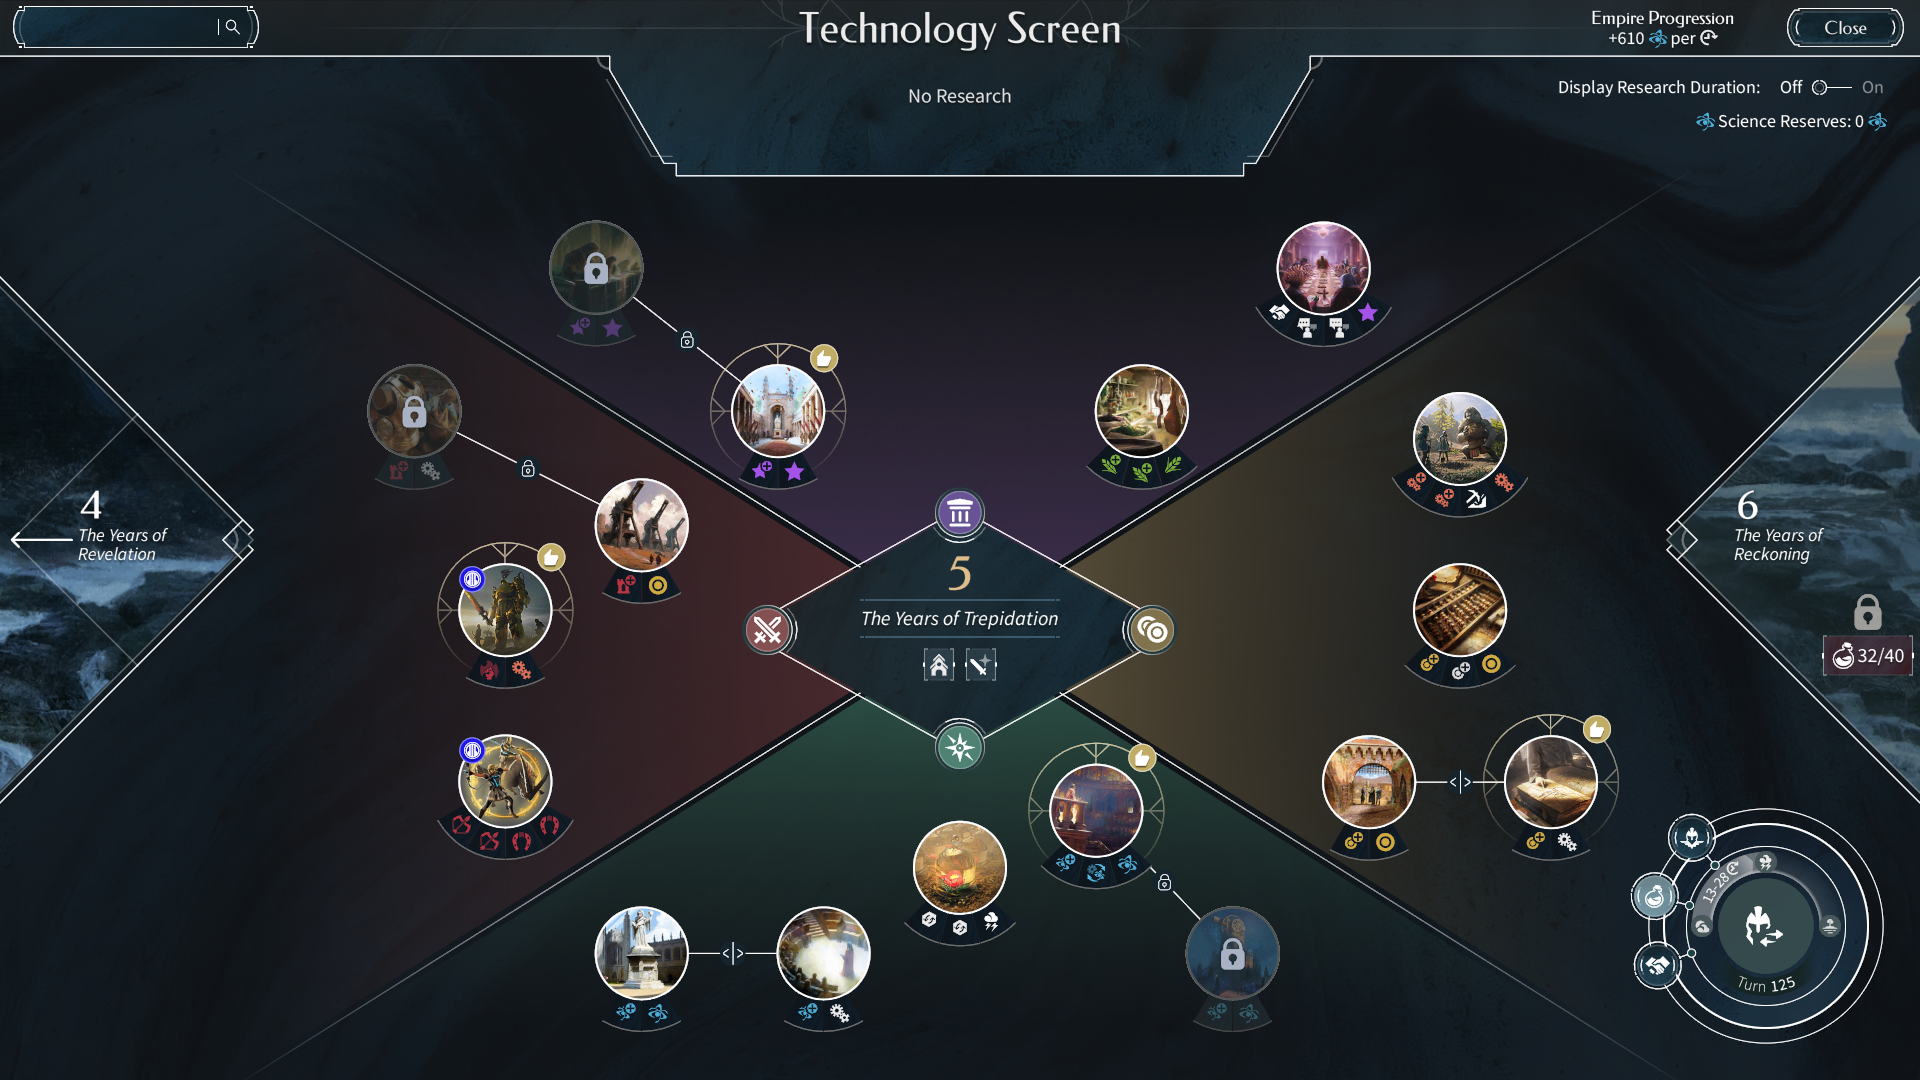 Technology Screen
Empire Progression
+610 per
Close
No Research
Display Research Duration: Off On
Science Reserves: 0
4
The Years of
Revelation
5
The Years of Trepidation
6
The Years of
Reckoning
32/40
13-28
Turn 125